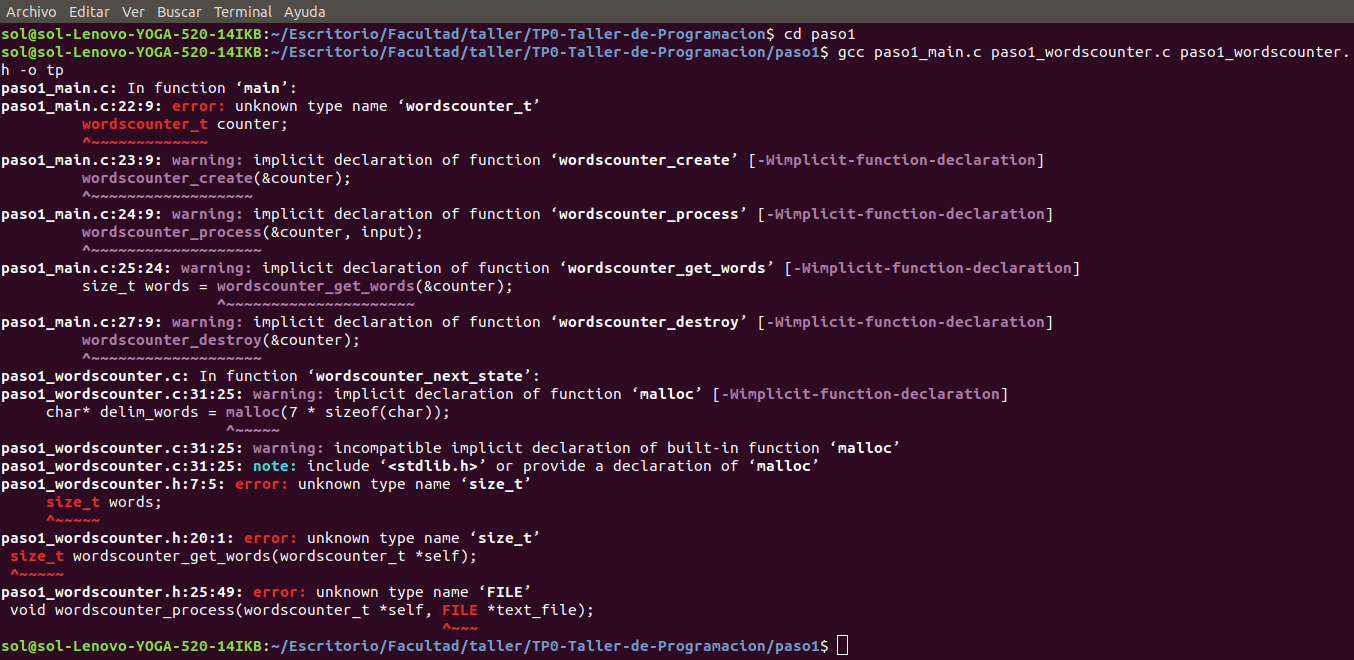 Archivo Editar Ver Buscar Terminal Ayuda
sol@sol-Lenovo-YOGA-520-14IKB:~/Escritorio/Facultad/taller/TP0-Taller-de-Programacion$ cd paso1
sol@sol-Lenovo-YOGA-520-14IKB:~/Escritorio/Facultad/taller/TP0-Taller-de-Programacion/paso1$ gcc paso1_main.c paso1_wordscounter.c paso1_wordscounter.
h -o tp
paso1_main.c: In function ‘main’:
paso1_main.c:22:9: error: unknown type name ‘wordscounter_t’
         wordscounter_t counter;
         ^~~~~~~~~~~~~~
paso1_main.c:23:9: warning: implicit declaration of function ‘wordscounter_create’ [-Wimplicit-function-declaration]
         wordscounter_create(&counter);
         ^~~~~~~~~~~~~~~~~~~
paso1_main.c:24:9: warning: implicit declaration of function ‘wordscounter_process’ [-Wimplicit-function-declaration]
         wordscounter_process(&counter, input);
         ^~~~~~~~~~~~~~~~~~~~
paso1_main.c:25:24: warning: implicit declaration of function ‘wordscounter_get_words’ [-Wimplicit-function-declaration]
         size_t words = wordscounter_get_words(&counter);
                        ^~~~~~~~~~~~~~~~~~~~~~
paso1_main.c:27:9: warning: implicit declaration of function ‘wordscounter_destroy’ [-Wimplicit-function-declaration]
         wordscounter_destroy(&counter);
         ^~~~~~~~~~~~~~~~~~~~
paso1_wordscounter.c: In function ‘wordscounter_next_state’:
paso1_wordscounter.c:31:25: warning: implicit declaration of function ‘malloc’ [-Wimplicit-function-declaration]
     char* delim_words = malloc(7 * sizeof(char));
                         ^~~~~~
paso1_wordscounter.c:31:25: warning: incompatible implicit declaration of built-in function ‘malloc’
paso1_wordscounter.c:31:25: note: include ‘<stdlib.h>’ or provide a declaration of ‘malloc’
paso1_wordscounter.h:7:5: error: unknown type name ‘size_t’
     size_t words;
     ^~~~~~
paso1_wordscounter.h:20:1: error: unknown type name ‘size_t’
 size_t wordscounter_get_words(wordscounter_t *self);
 ^~~~~~
paso1_wordscounter.h:25:49: error: unknown type name ‘FILE’
 void wordscounter_process(wordscounter_t *self, FILE *text_file);
                                                 ^~~~
sol@sol-Lenovo-YOGA-520-14IKB:~/Escritorio/Facultad/taller/TP0-Taller-de-Programacion/paso1$